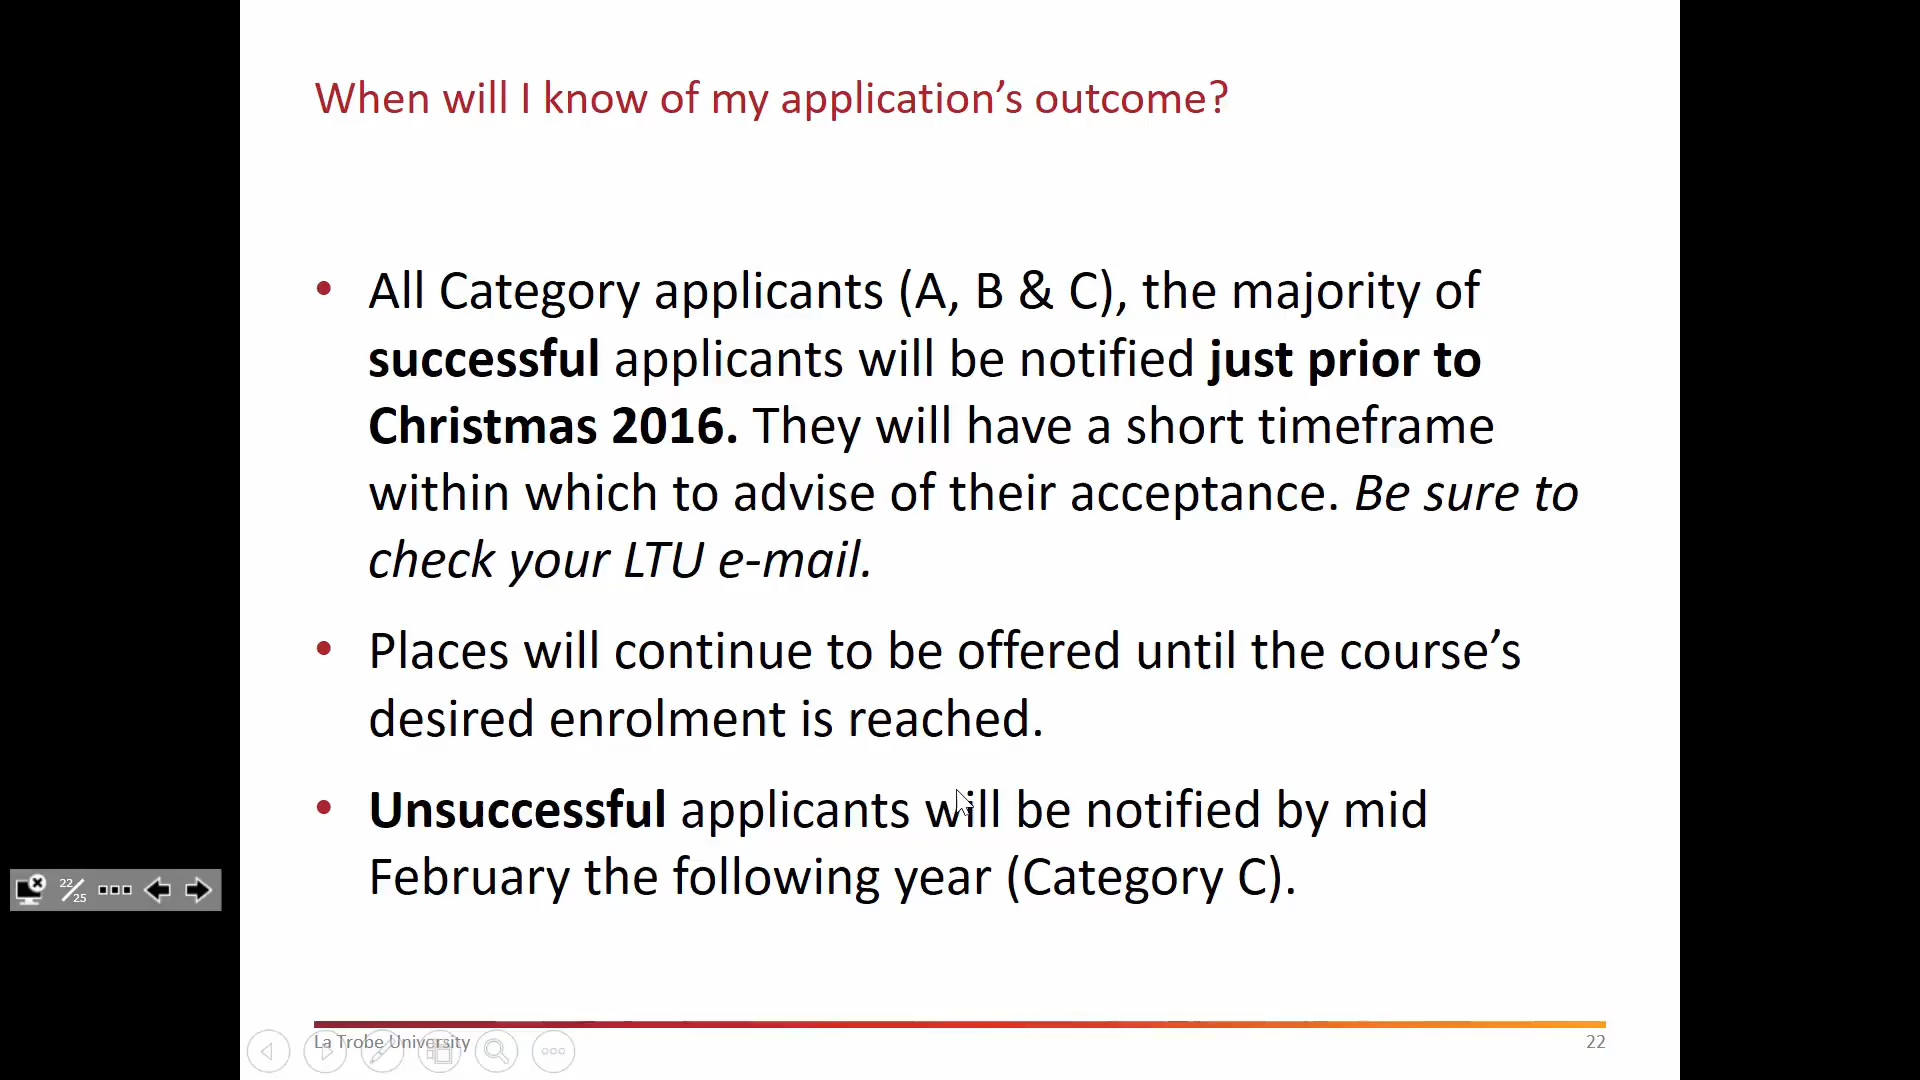 When will I know of my application’s outcome?
• All Category applicants (A, B & C), the majority of
successful applicants will be notified just prior to
Christmas 2016. They will have a short timeframe
within which to advise of their acceptance. Be sure to
check your LTU e-mail.
• Places will continue to be offered until the course’s
desired enrolment is reached.
• Unsuccessful applicants will be notified by mid
February the following year (Category C).
22/25
La Trobe University
22